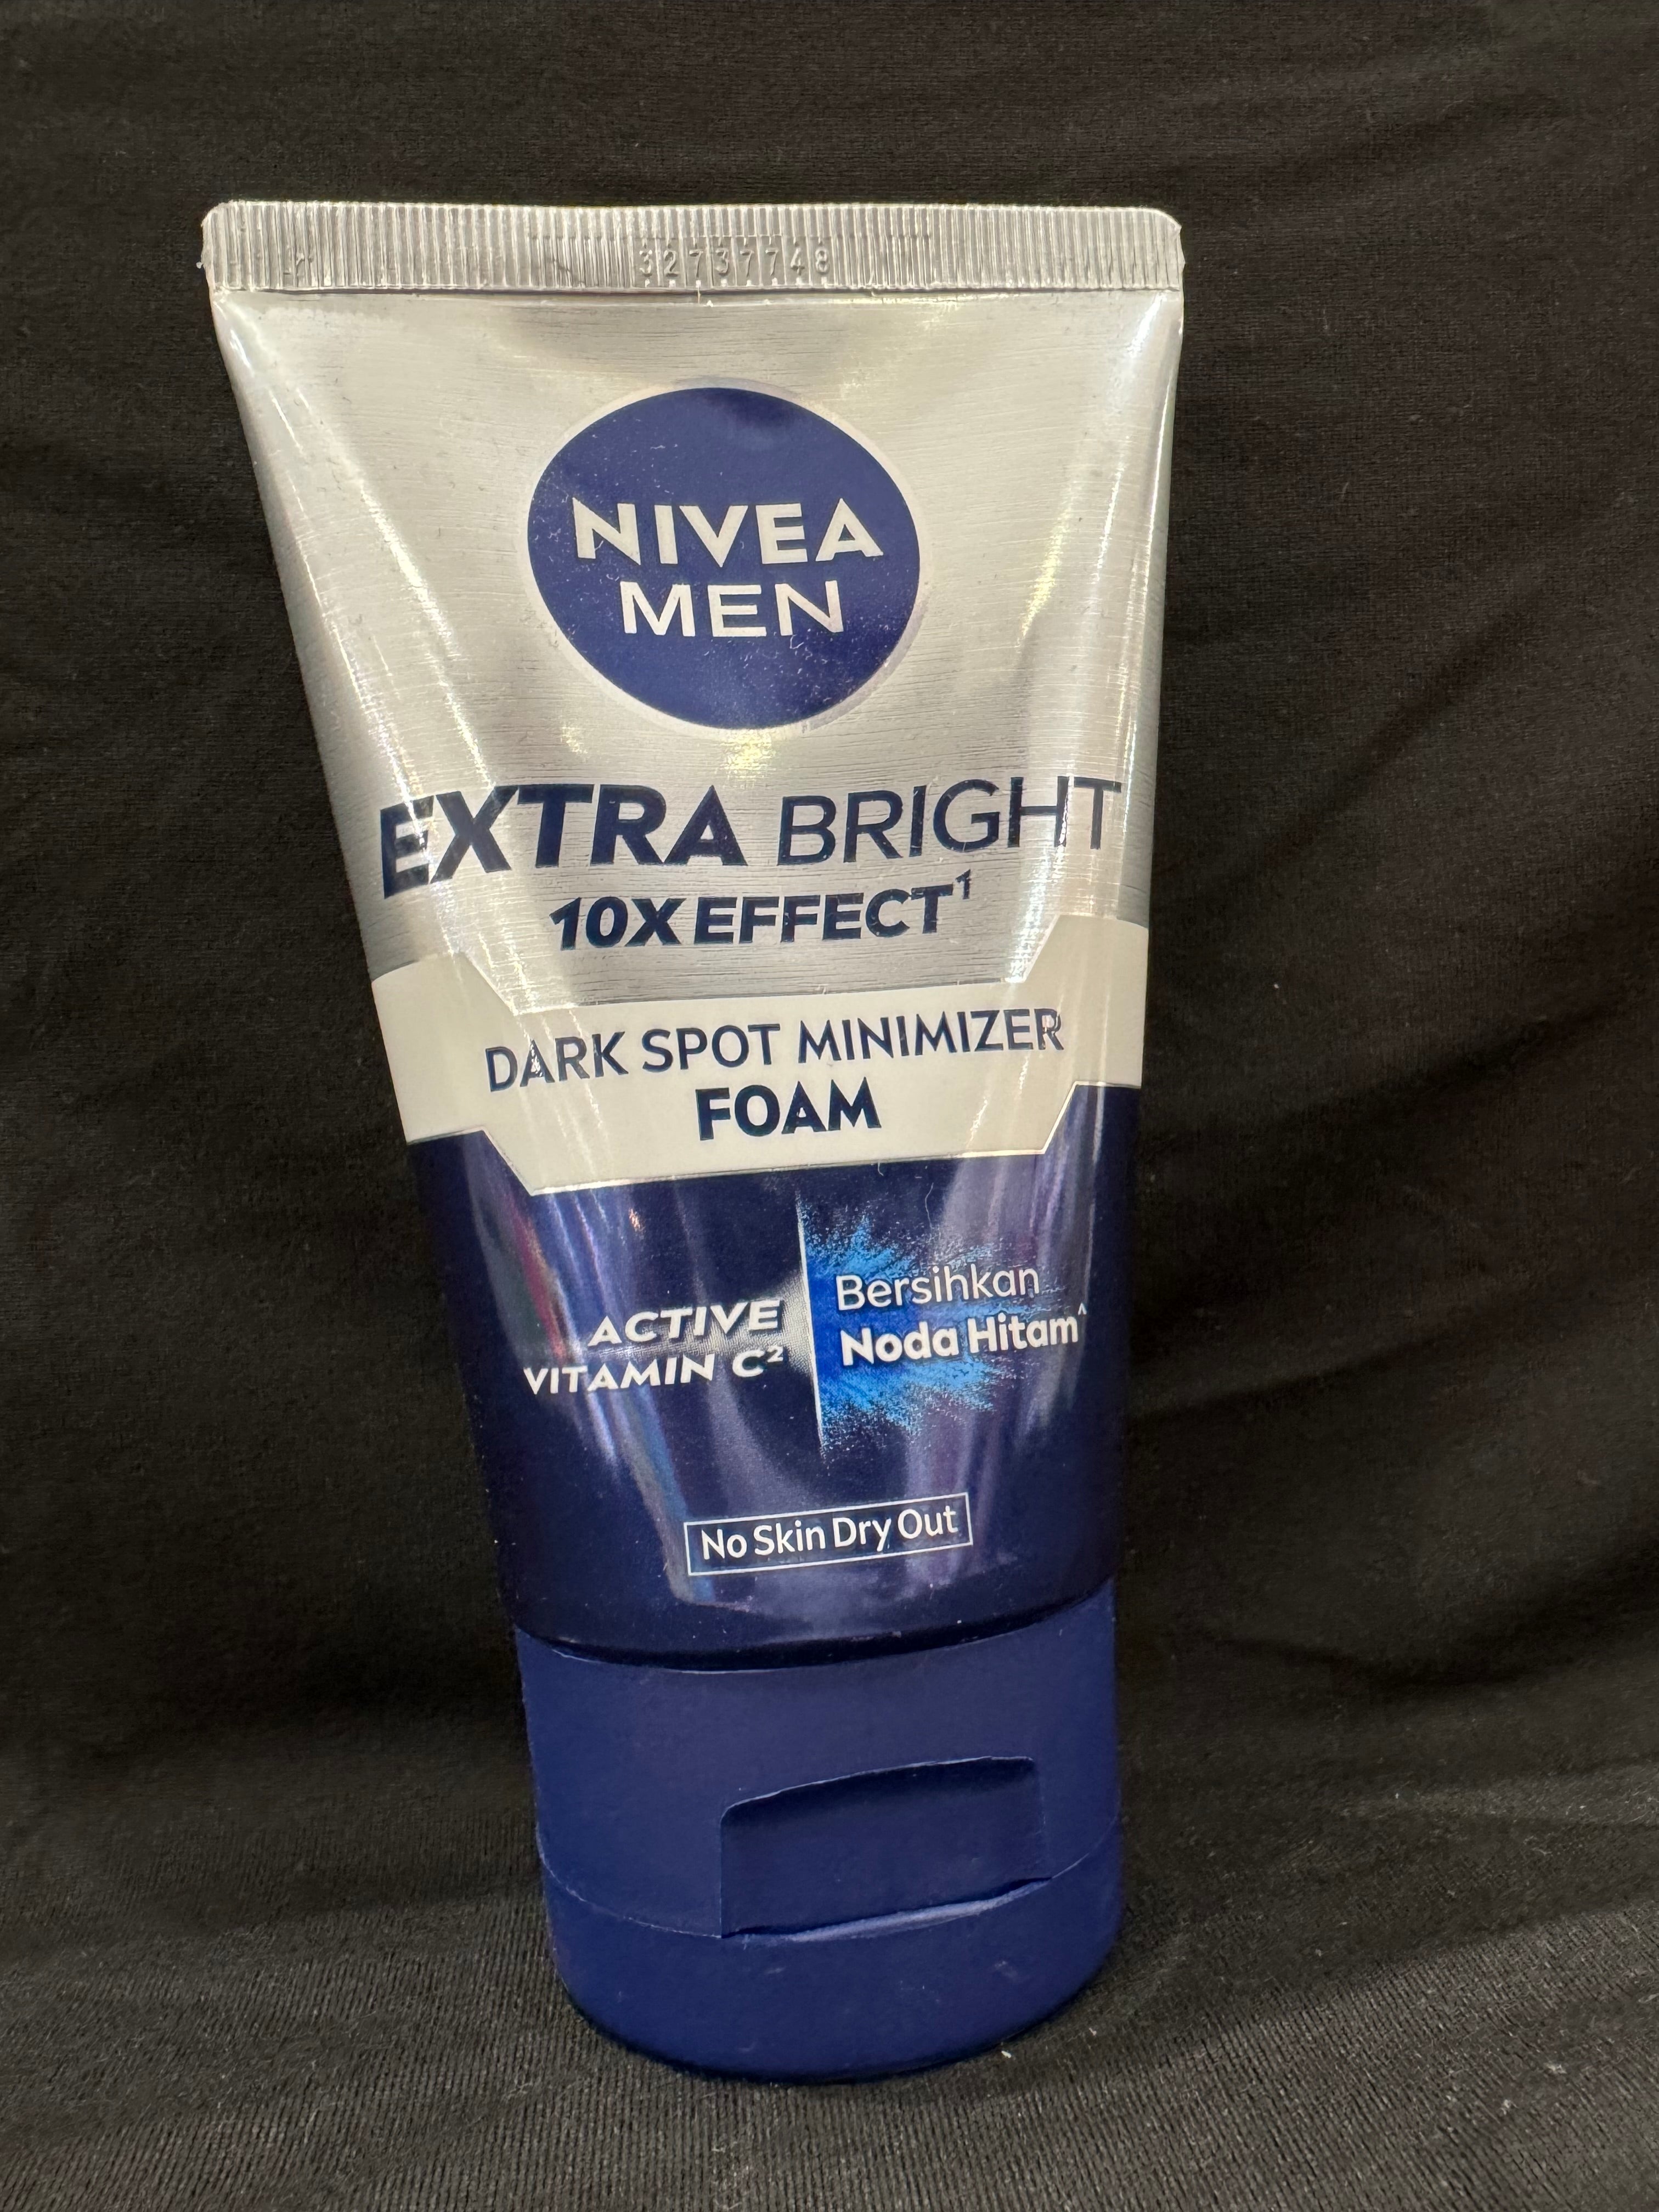 32737748
NIVEA
MEN
EXTRA BRIGHT
10X EFFECT¹
DARK SPOT MINIMIZER
FOAM
ACTIVE
VITAMIN C²
Bersihkan
Noda Hitam^
No Skin Dry Out